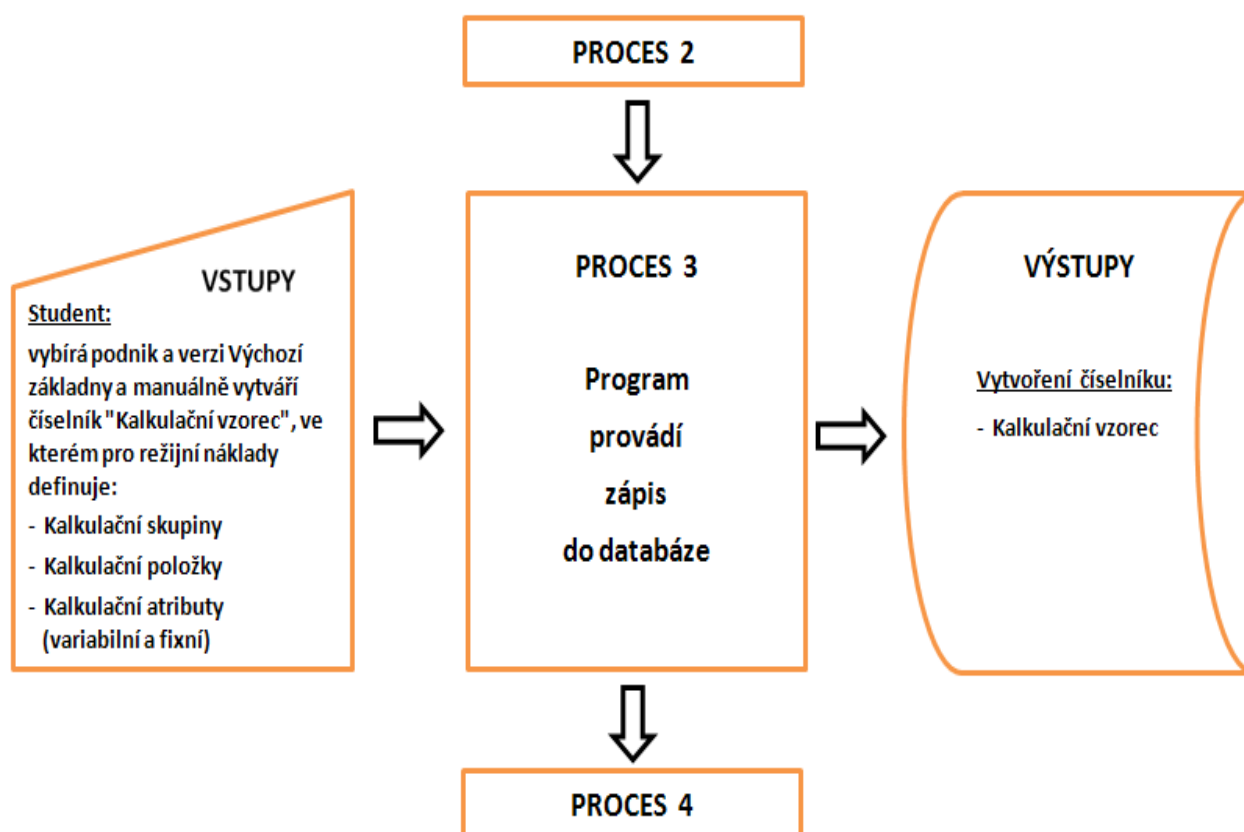 PROCES 2
VSTUPY
Student:
vybírá podnik a verzi Výchozí
základny a manuálně vytváří
číselník "Kalkulační vzorec", ve
kterém pro režijní náklady
definuje:
- Kalkulační skupiny
- Kalkulační položky
- Kalkulační atributy
(variabilní a fixní)
PROCES 3
Program
provádí
zápis
do databáze
VÝSTUPY
Vytvoření číselníku:
- Kalkulační vzorec
PROCES 4